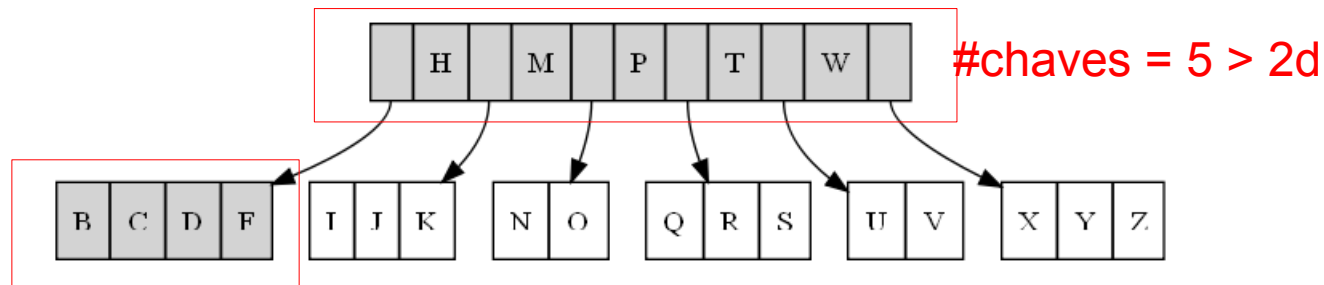 H M P T W
#chaves = 5 > 2d
B C D F I J K N O Q R S U V X Y Z